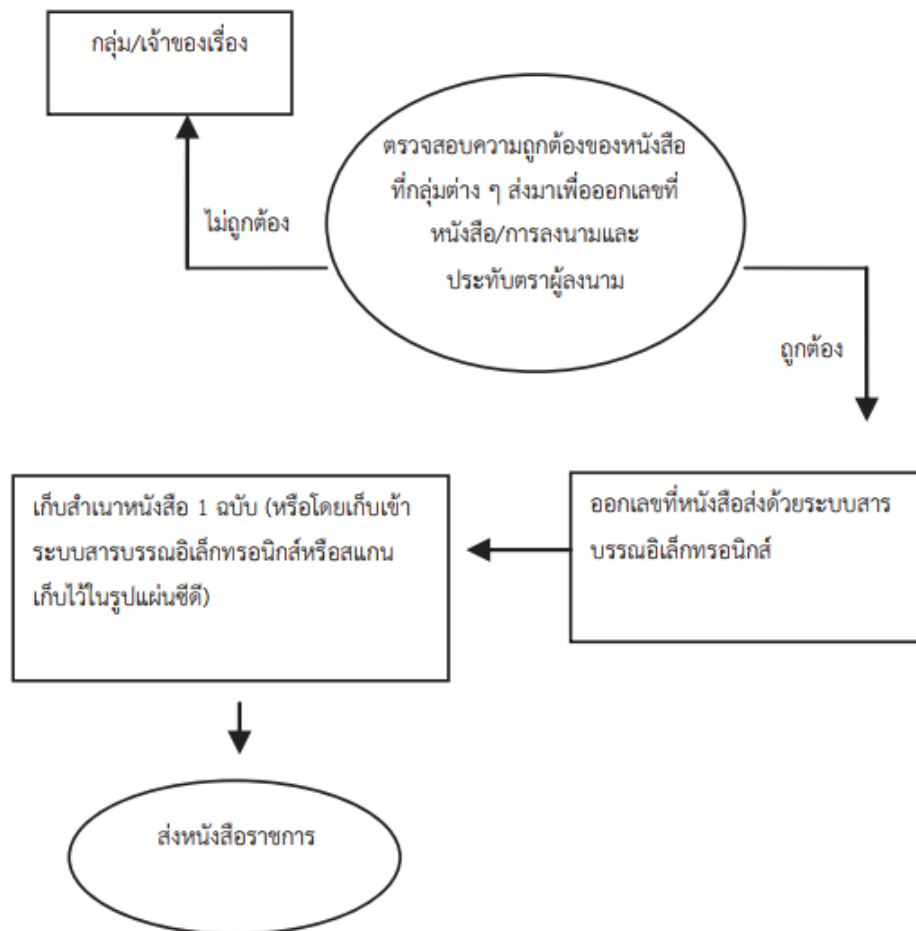 กลุ่ม/เจ้าของเรื่อง
ตรวจสอบความถูกต้องของหนังสือ
ที่กลุ่มต่าง ๆ ส่งมาเพื่อออกเลขที่
หนังสือ/การลงนามและ
ประทับตราผู้ลงนาม
ไม่ถูกต้อง
ถูกต้อง
ออกเลขที่หนังสือส่งด้วยระบบสาร
บรรณอิเล็กทรอนิกส์
เก็บสำเนาหนังสือ 1 ฉบับ (หรือโดยเก็บเข้า
ระบบสารบรรณอิเล็กทรอนิกส์หรือสแกน
เก็บไว้ในรูปแผ่นซีดี)
ส่งหนังสือราชการ